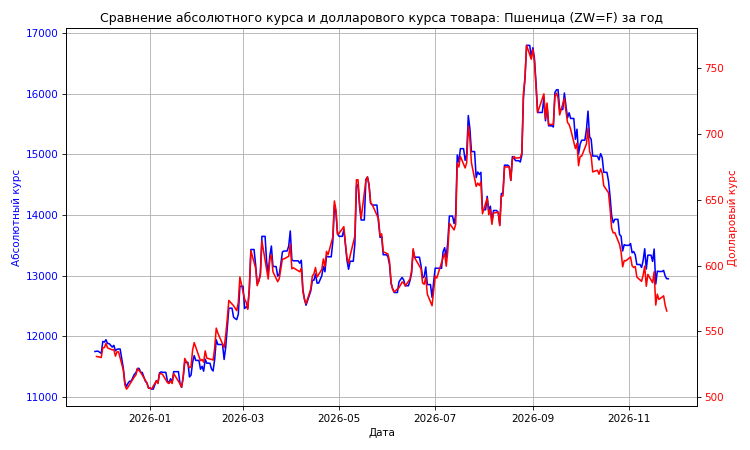 Сравнение абсолютного курса и долларового курса товара: Пшеница (ZW=F) за год
17000
16000
15000
14000
13000
12000
11000
Абсолютный курс
750
700
650
600
550
500
Долларовый курс
2026-01 2026-03 2026-05 2026-07 2026-09 2026-11
Дата